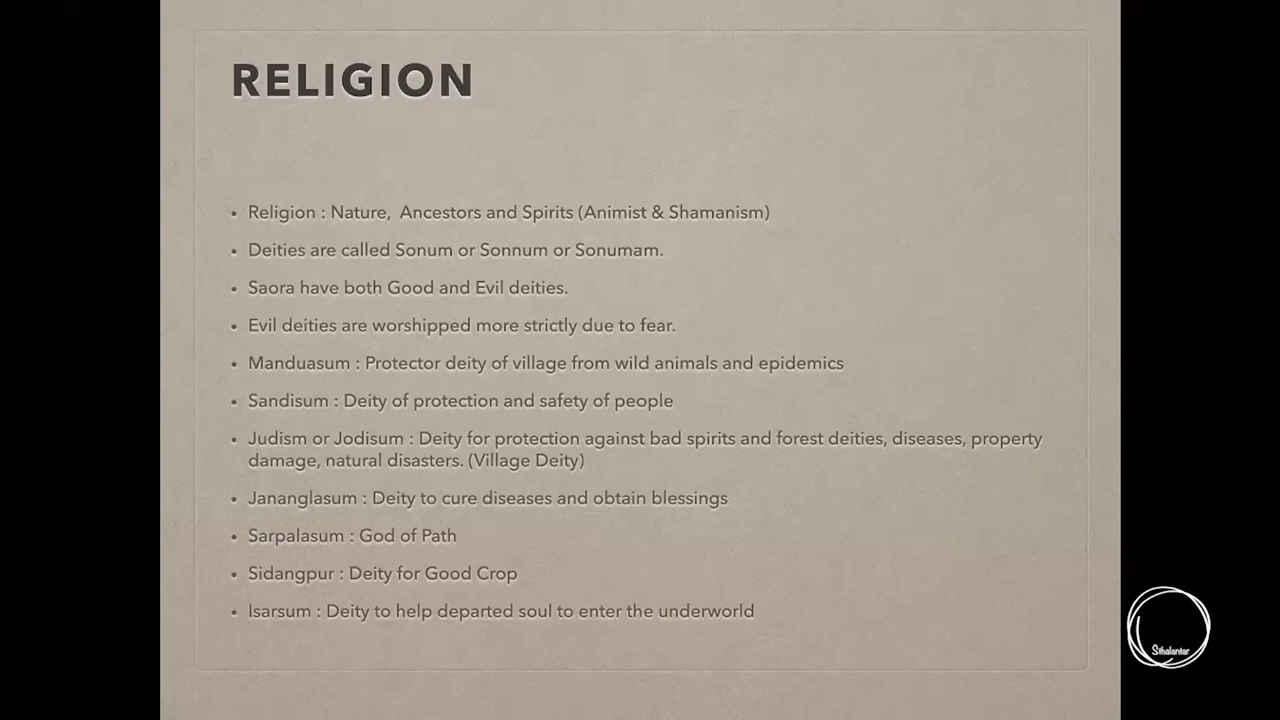 RELIGION
• Religion : Nature,  Ancestors and Spirits (Animist & Shamanism)
• Deities are called Sonum or Sonnum or Sonumam.
• Saora have both Good and Evil deities.
• Evil deities are worshipped more strictly due to fear.
• Manduasum : Protector deity of village from wild animals and epidemics
• Sandisum : Deity of protection and safety of people
• Judism or Jodisum : Deity for protection against bad spirits and forest deities, diseases, property
damage, natural disasters. (Village Deity)
• Jananglasum : Deity to cure diseases and obtain blessings
• Sarpalasum : God of Path
• Sidangpur : Deity for Good Crop
• Isarsum : Deity to help departed soul to enter the underworld
Sthalantar